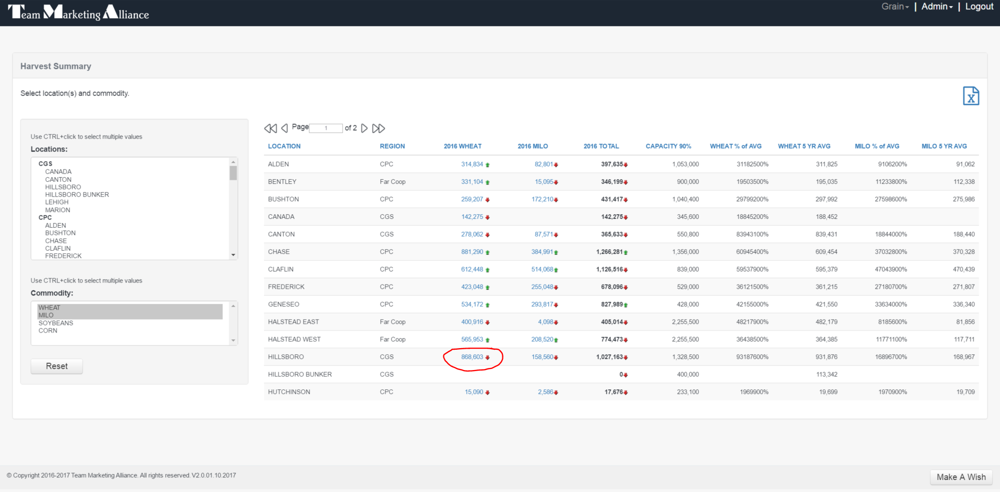 Team Marketing Alliance
Grain | Admin | Logout
Harvest Summary
Select location(s) and commodity.
Use CTRL+click to select multiple values
Locations:
CGS
CANADA
CANTON
HILLSBORO
HILLSBORO BUNKER
LEHIGH
MARION
CPC
ALDEN
BUSHTON
CHASE
CLAFLIN
FREDERICK
Use CTRL+click to select multiple values
Commodity:
WHEAT
MILO
SOYBEANS
CORN
Reset
X
Page 1 of 2
LOCATION REGION 2016 WHEAT 2016 MILO 2016 TOTAL CAPACITY 90% WHEAT % of AVG WHEAT 5 YR AVG MILO % of AVG MILO 5 YR AVG
ALDEN CPC 314,834 82,801 397,635 1,053,000 31182500% 311,825 9106200% 91,062
BENTLEY Far Coop 331,104 15,095 346,199 900,000 19503500% 195,035 11233800% 112,338
BUSHTON CPC 259,207 172,210 431,417 1,040,400 29799200% 297,992 27598600% 275,986
CANADA CGS 142,275 142,275 345,600 18845200% 188,452
CANTON CGS 278,062 87,571 365,633 550,800 83943100% 839,431 18844000% 188,440
CHASE CPC 881,290 384,991 1,266,281 1,356,000 60945400% 609,454 37032800% 370,328
CLAFLIN CPC 612,448 514,068 1,126,516 839,000 59537900% 595,379 47043900% 470,439
FREDERICK CPC 423,048 255,048 678,096 529,000 36121500% 361,215 27180700% 271,807
GENESEO CPC 534,172 293,817 827,989 428,000 42155000% 421,550 33634000% 336,340
HALSTEAD EAST Far Coop 400,916 4,098 405,014 2,255,500 48217900% 482,179 8185600% 81,856
HALSTEAD WEST Far Coop 565,953 208,520 774,473 2,255,500 36438500% 364,385 11771100% 117,711
HILLSBORO CGS 868,603 158,560 1,027,163 1,328,500 93187600% 931,876 16896700% 168,967
HILLSBORO BUNKER CGS 0 400,000 113,342
HUTCHINSON CPC 15,090 2,586 17,676 233,100 1969900% 19,699 1970900% 19,709
© Copyright 2016-2017 Team Marketing Alliance. All rights reserved. V2.0.01.10.2017
Make A Wish